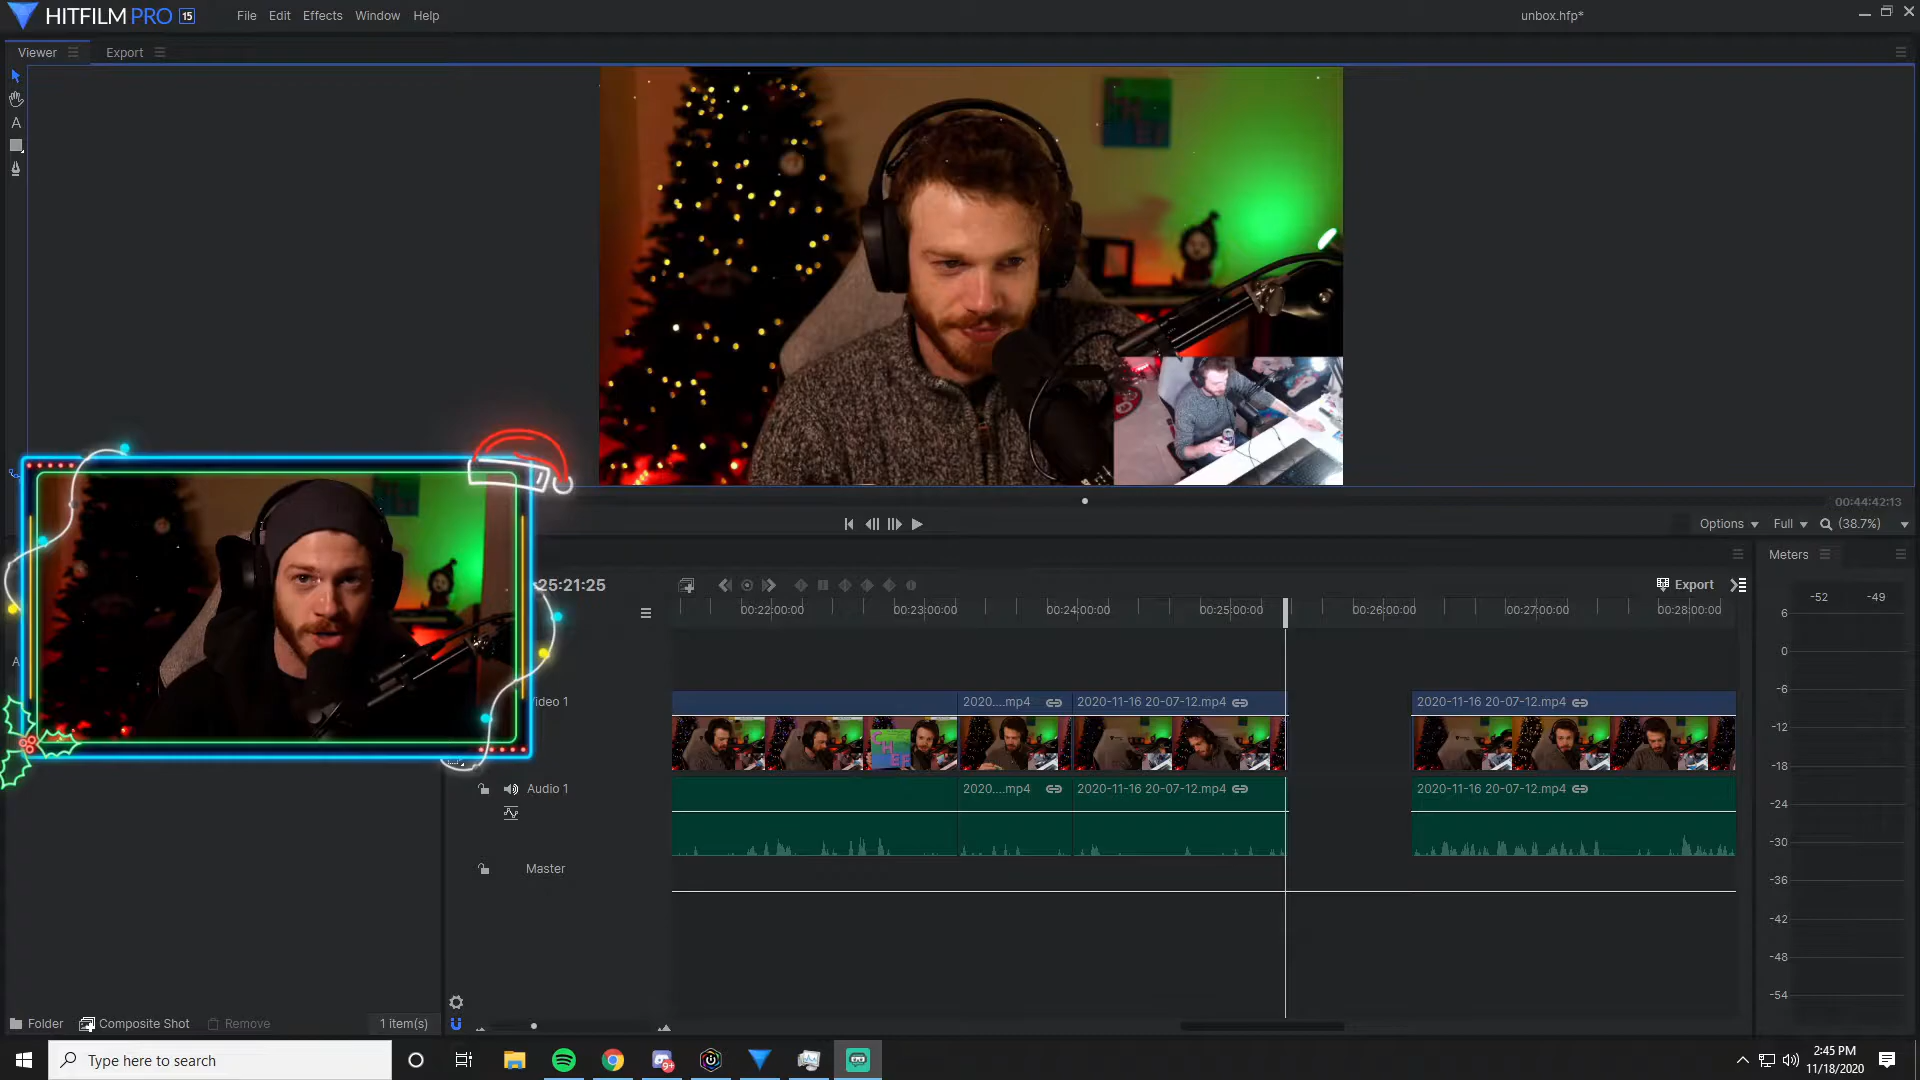 HITFILM PRO 15
File Edit Effects Window Help
unbox.hfp*
Viewer
Export
A
CHEF
00:44:42:13
Options
Full
(38.7%)
Meters
25:21:25
Export
-52 -49
00:22:00:00 00:23:00:00 00:24:00:00 00:25:00:00 00:26:00:00 00:27:00:00 00:28:00:00
6
0
-6
-12
-18
-24
-30
-36
-42
-48
-54
A
ideo 1
2020....mp4
2020-11-16 20-07-12.mp4
2020-11-16 20-07-12.mp4
CHEF
Audio 1
2020....mp4
2020-11-16 20-07-12.mp4
2020-11-16 20-07-12.mp4
Master
Folder
Composite Shot
Remove
1 item(s)
Type here to search
9+
2:45 PM
11/18/2020